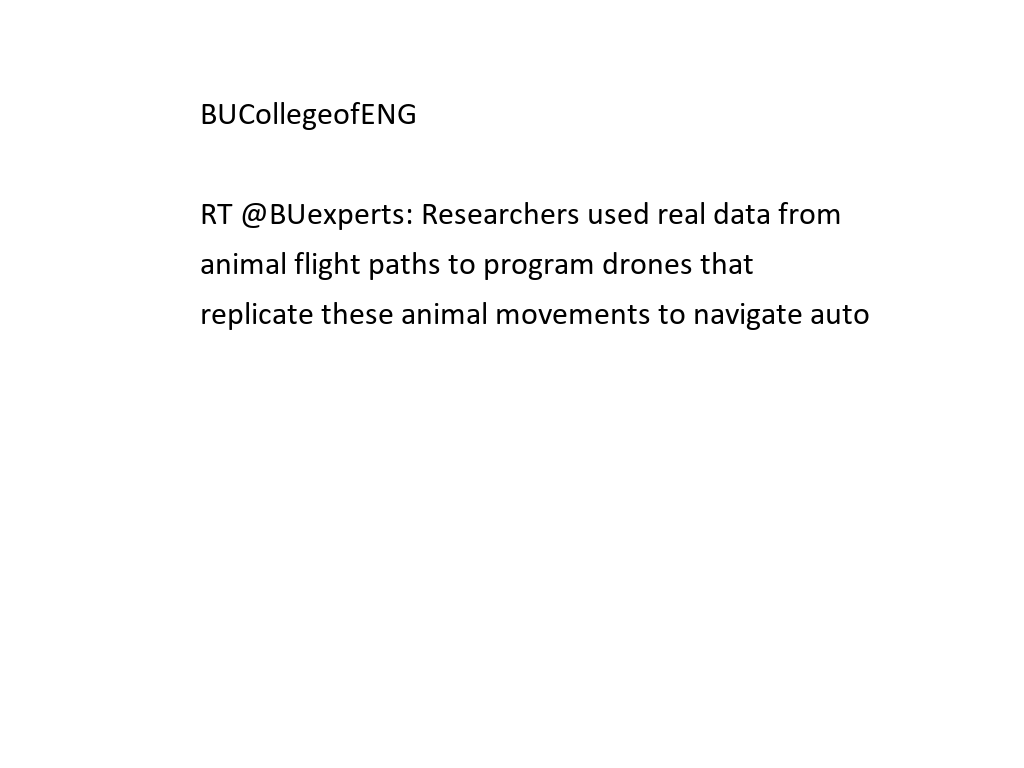 BUCollegeofENG
RT @BUexperts: Researchers used real data from
animal flight paths to program drones that
replicate these animal movements to navigate auto